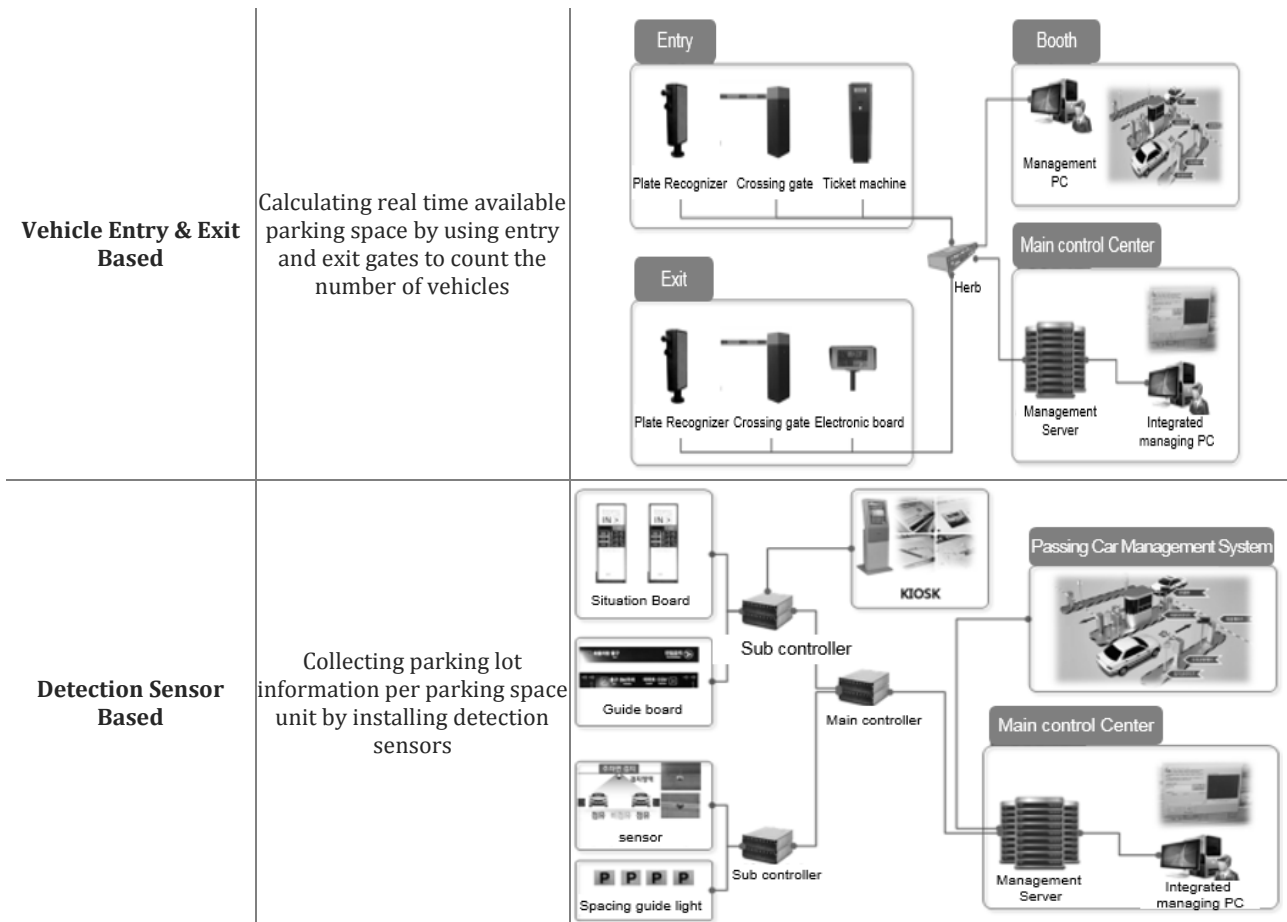 Vehicle Entry & Exit
Based
Calculating real time available
parking space by using entry
and exit gates to count the
number of vehicles
Entry
Plate Recognizer
Crossing gate
Ticket machine
Exit
Plate Recognizer
Crossing gate
Electronic board
Herb
Booth
Management
PC
Main control Center
Management
Server
Integrated
managing PC
Detection Sensor
Based
Collecting parking lot
information per parking space
unit by installing detection
sensors
IN >
IN >
Situation Board
Guide board
sensor
P P P P
Spacing guide light
Sub controller
Sub controller
KIOSK
Main controller
Passing Car Management System
Main control Center
Management
Server
Integrated
managing PC